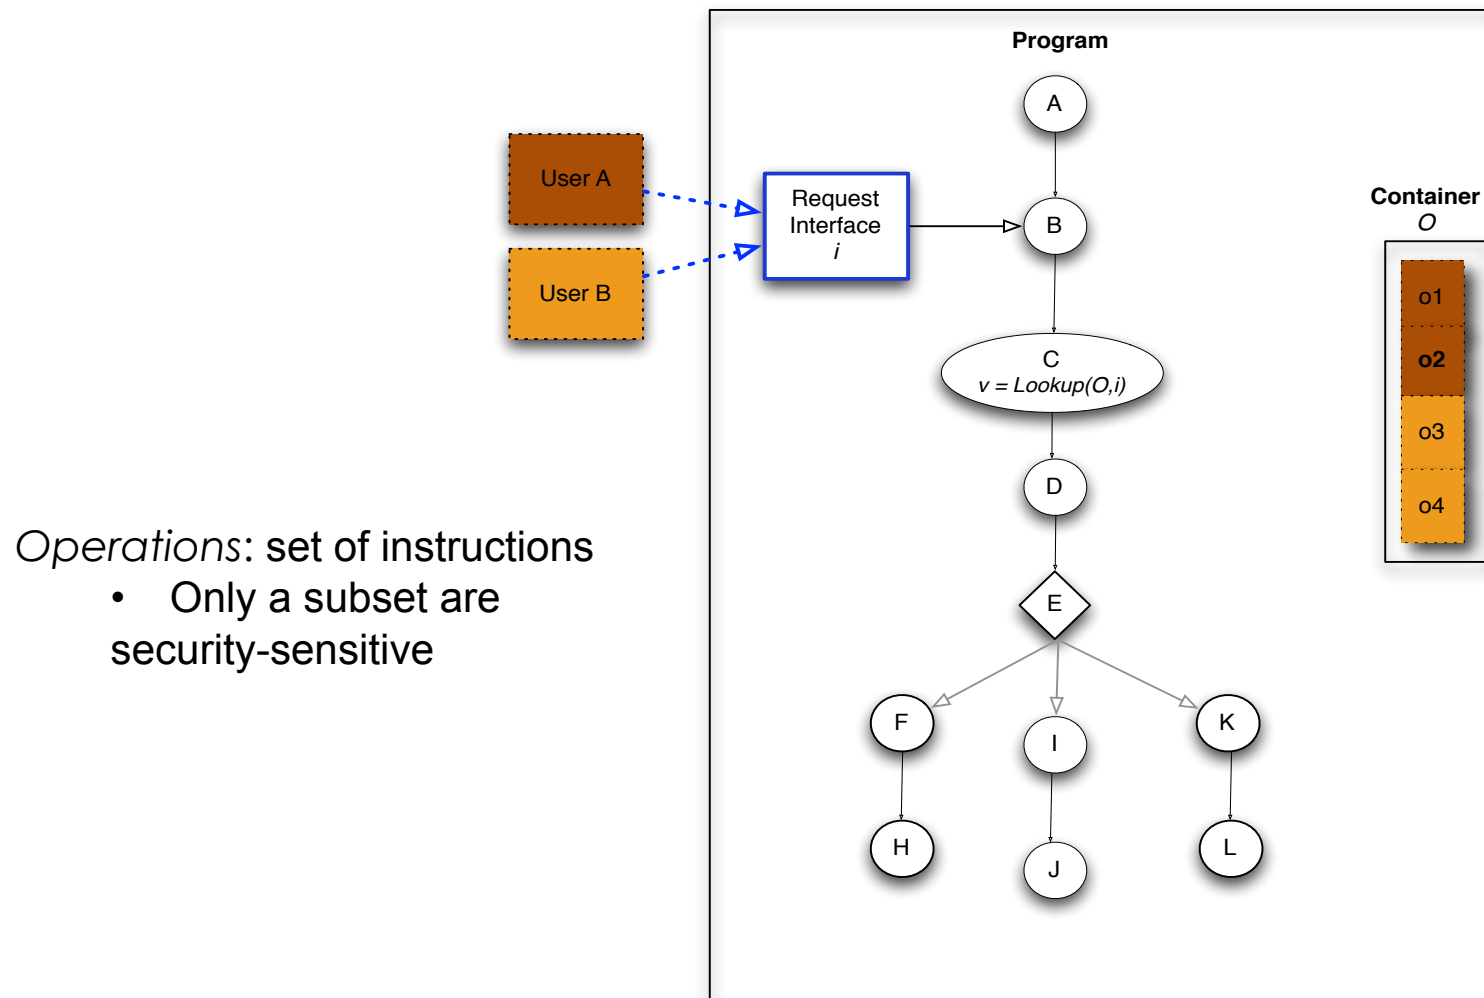 Program
A
User A
Request
Interface
i
B
Container
O
User B
o1
o2
o3
o4
C
v = Lookup(O,i)
D
Operations: set of instructions
• Only a subset are
security-sensitive
E
F
I
K
H
J
L